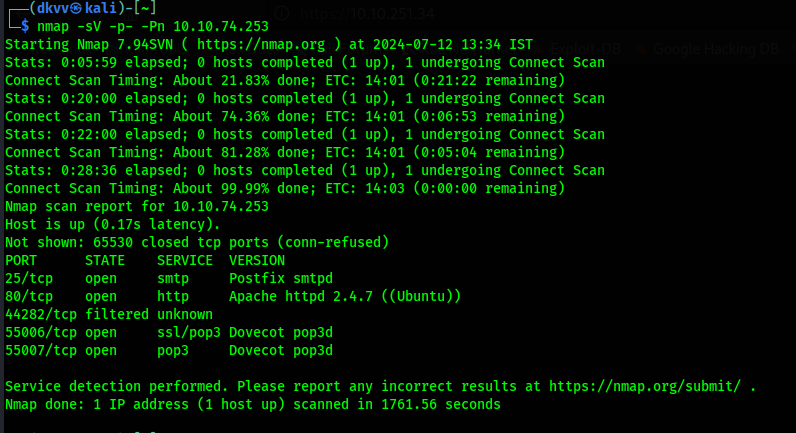 https://10.10.251.34
Exploit-DB Google Hacking DB
┌──(dkvv㉿kali)-[~]
└─$ nmap -sV -p- -Pn 10.10.74.253
Starting Nmap 7.94SVN ( https://nmap.org ) at 2024-07-12 13:34 IST
Stats: 0:05:59 elapsed; 0 hosts completed (1 up), 1 undergoing Connect Scan
Connect Scan Timing: About 21.83% done; ETC: 14:01 (0:21:22 remaining)
Stats: 0:20:00 elapsed; 0 hosts completed (1 up), 1 undergoing Connect Scan
Connect Scan Timing: About 74.36% done; ETC: 14:01 (0:06:53 remaining)
Stats: 0:22:00 elapsed; 0 hosts completed (1 up), 1 undergoing Connect Scan
Connect Scan Timing: About 81.28% done; ETC: 14:01 (0:05:04 remaining)
Stats: 0:28:36 elapsed; 0 hosts completed (1 up), 1 undergoing Connect Scan
Connect Scan Timing: About 99.99% done; ETC: 14:03 (0:00:00 remaining)
Nmap scan report for 10.10.74.253
Host is up (0.17s latency).
Not shown: 65530 closed tcp ports (conn-refused)
PORT      STATE    SERVICE  VERSION
25/tcp    open     smtp     Postfix smtpd
80/tcp    open     http     Apache httpd 2.4.7 ((Ubuntu))
44282/tcp filtered unknown
55006/tcp open     ssl/pop3 Dovecot pop3d
55007/tcp open     pop3     Dovecot pop3d
Service detection performed. Please report any incorrect results at https://nmap.org/submit/ .
Nmap done: 1 IP address (1 host up) scanned in 1761.56 seconds